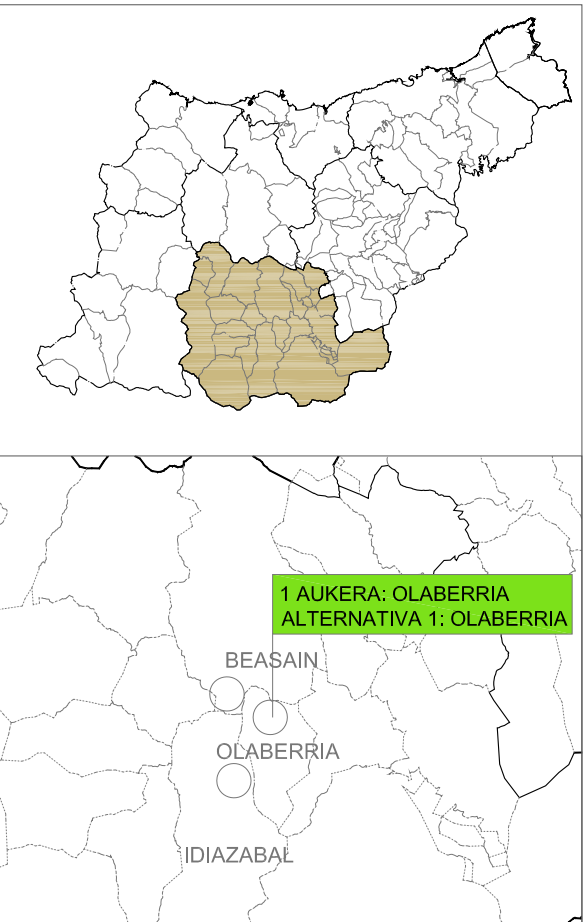 1 AUKERA: OLABERRIA
ALTERNATIVA 1: OLABERRIA
BEASAIN
OLABERRIA
IDIAZABAL